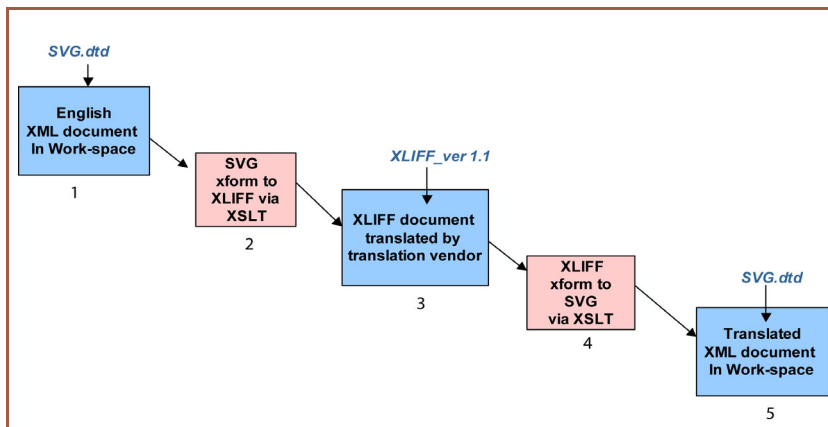 SVG.dtd
English
XML document
In Work-space
1
SVG
xform to
XLIFF via
XSLT
2
XLIFF_ver 1.1
XLIFF document
translated by
translation vendor
3
XLIFF
xform to
SVG
via XSLT
4
SVG.dtd
Translated
XML document
In Work-space
5